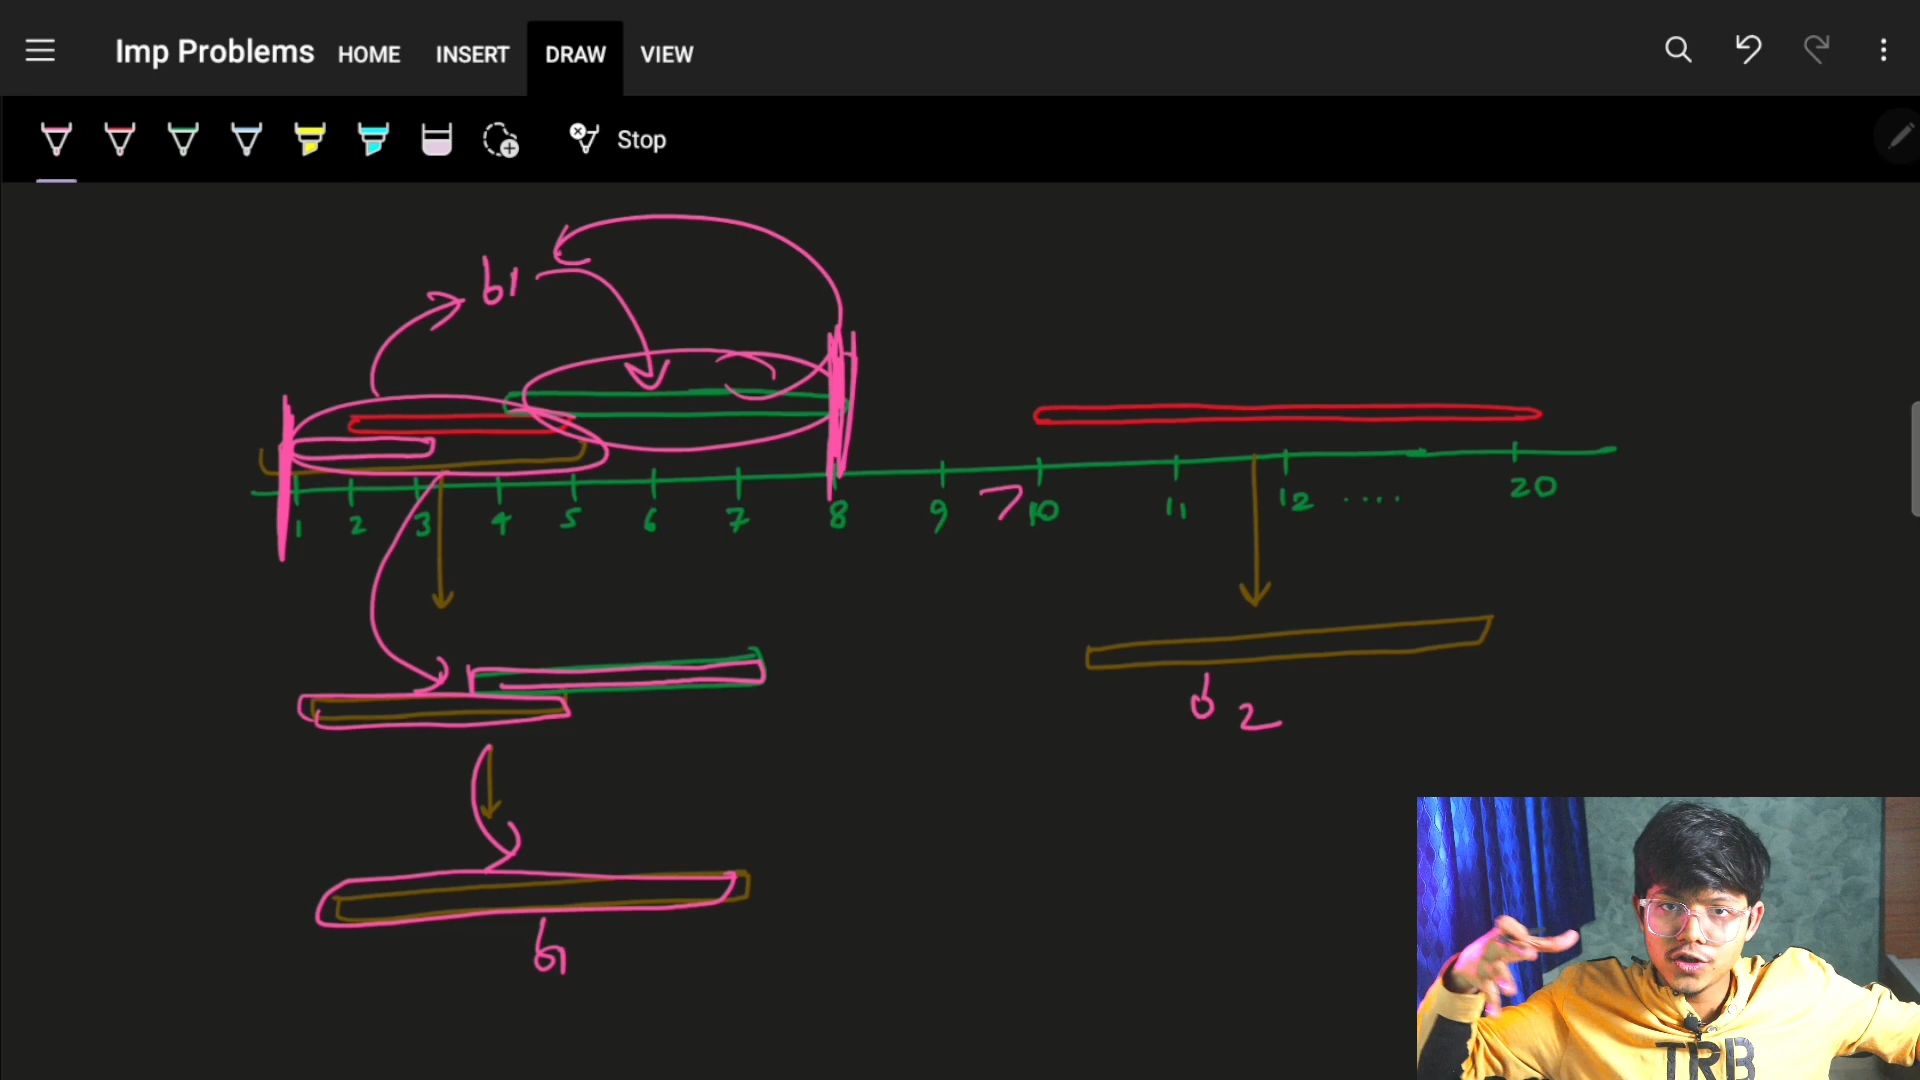 Imp Problems HOME INSERT DRAW VIEW
Stop
b1
1 2 3 4 5 6 7 8 9 10 11 12 .... 20
b2
b1
TRB